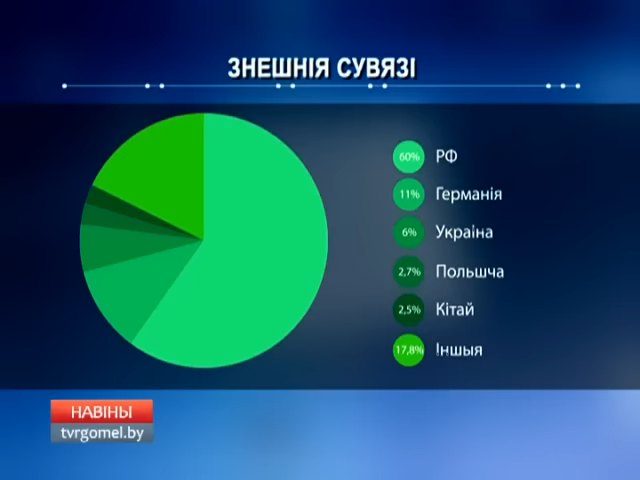 ЗНЕШНІЯ СУВЯЗІ
60% РФ
11% Германія
6% Украіна
2,7% Польшча
2,5% Кітай
17,8% Іншыя
НАВІНЫ
tvrgomel.by